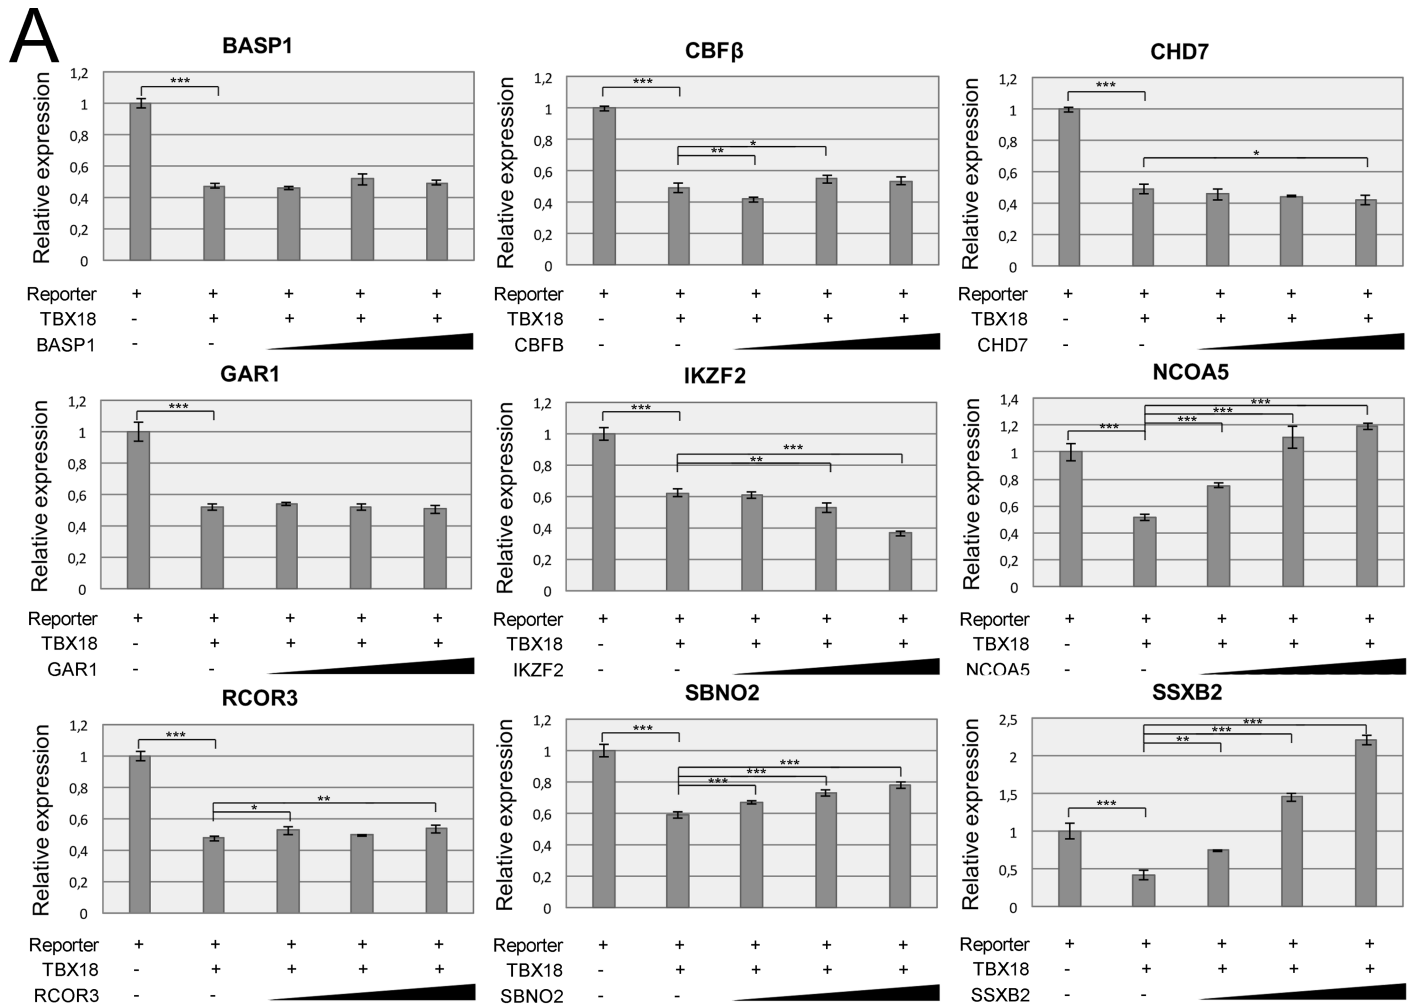 A
BASP1
Relative expression
1,2
1
0,8
0,6
0,4
0,2
0
***
Reporter + + + + +
TBX18 - + + + +
BASP1 - -
CBFβ
Relative expression
1,2
1
0,8
0,6
0,4
0,2
0
***
*
**
Reporter + + + + +
TBX18 - + + + +
CBFB - -
CHD7
Relative expression
1,2
1
0,8
0,6
0,4
0,2
0
***
*
Reporter + + + + +
TBX18 - + + + +
CHD7 - -
GAR1
Relative expression
1,2
1
0,8
0,6
0,4
0,2
0
***
Reporter + + + + +
TBX18 - + + + +
GAR1 - -
IKZF2
Relative expression
1,2
1
0,8
0,6
0,4
0,2
0
***
***
**
Reporter + + + + +
TBX18 - + + + +
IKZF2 - -
NCOA5
Relative expression
1,4
1,2
1
0,8
0,6
0,4
0,2
0
***
***
***
***
Reporter + + + + +
TBX18 - + + + +
NCOA5 - -
RCOR3
Relative expression
1,2
1
0,8
0,6
0,4
0,2
0
***
**
*
Reporter + + + + +
TBX18 - + + + +
RCOR3 - -
SBNO2
Relative expression
1,2
1
0,8
0,6
0,4
0,2
0
***
***
***
***
Reporter + + + + +
TBX18 - + + + +
SBNO2 - -
SSXB2
Relative expression
2,5
2
1,5
1
0,5
0
***
***
**
***
Reporter + + + + +
TBX18 - + + + +
SSXB2 - -